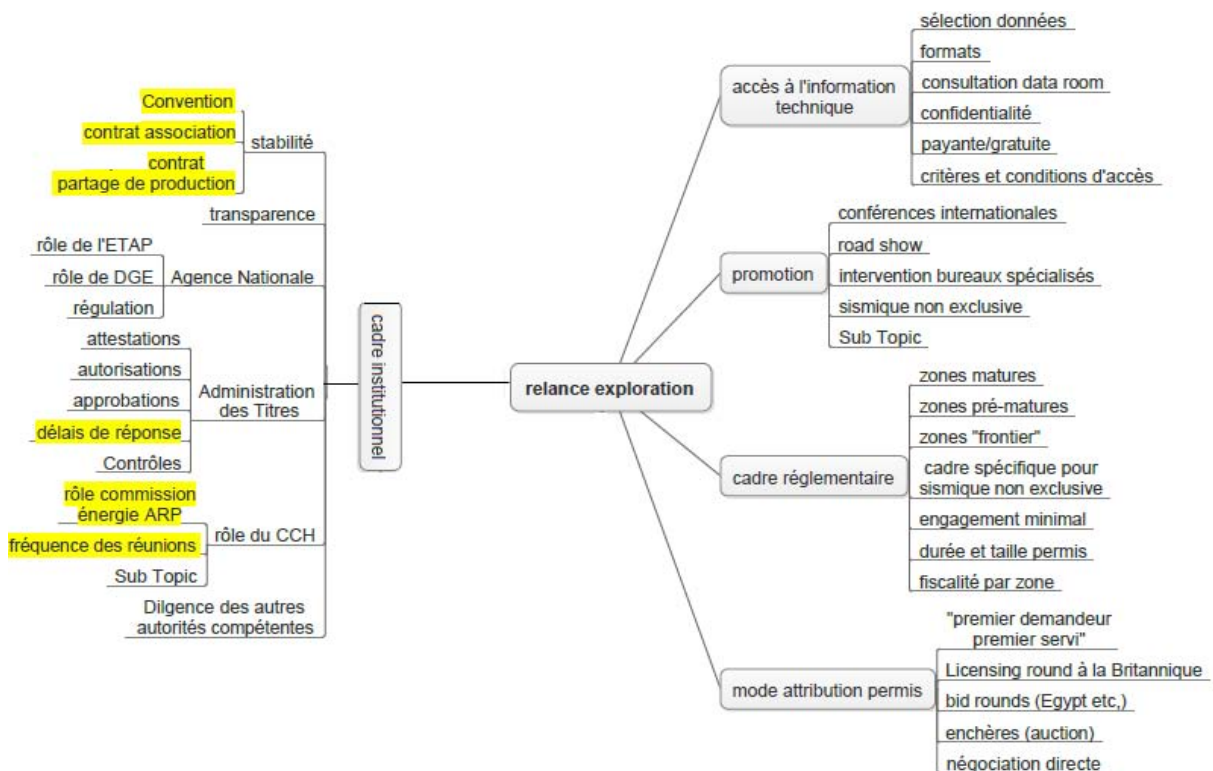 Convention
contrat association
contrat
partage de production
stabilité
transparence
rôle de l'ETAP
rôle de DGE
régulation
Agence Nationale
attestations
autorisations
approbations
délais de réponse
Contrôles
Administration
des Titres
rôle commission
énergie ARP
fréquence des réunions
Sub Topic
rôle du CCH
Dilgence des autres
autorités compétentes
cadre institutionnel
relance exploration
accès à l'information
technique
sélection données
formats
consultation data room
confidentialité
payante/gratuite
critères et conditions d'accès
promotion
conférences internationales
road show
intervention bureaux spécialisés
sismique non exclusive
Sub Topic
cadre réglementaire
zones matures
zones pré-matures
zones "frontier"
cadre spécifique pour
sismique non exclusive
engagement minimal
durée et taille permis
fiscalité par zone
mode attribution permis
"premier demandeur
premier servi"
Licensing round à la Britannique
bid rounds (Egypt etc,)
enchères (auction)
négociation directe